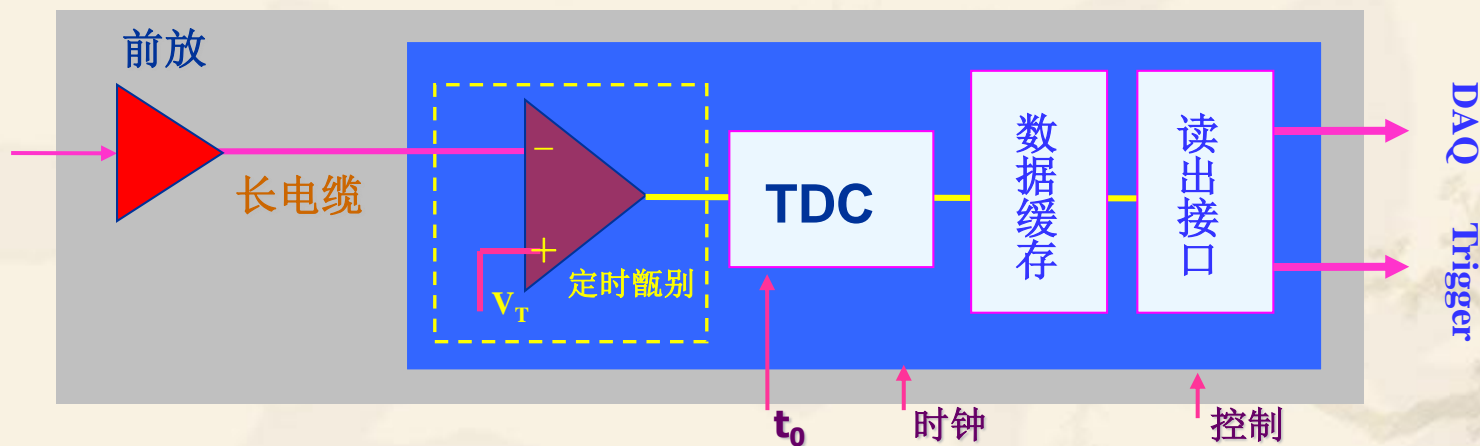 前放
长电缆
−
+
V_T
定时甄别
TDC
数据缓存
读出接口
DAQ
Trigger
t₀
时钟
控制